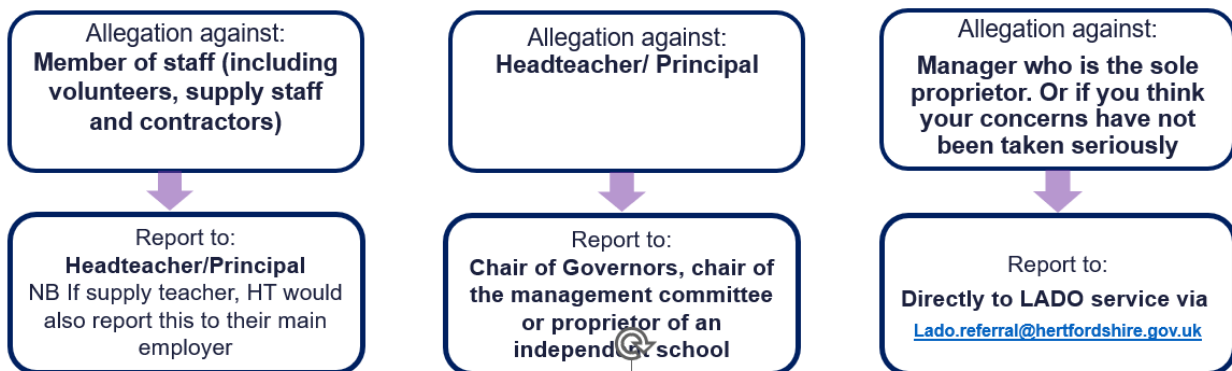 Allegation against:
Member of staff (including
volunteers, supply staff
and contractors)
Report to:
Headteacher/Principal
NB If supply teacher, HT would
also report this to their main
employer
Allegation against:
Headteacher/ Principal
Report to:
Chair of Governors, chair of
the management committee
or proprietor of an
independent school
Allegation against:
Manager who is the sole
proprietor. Or if you think
your concerns have not
been taken seriously
Report to:
Directly to LADO service via
Lado.referral@hertfordshire.gov.uk